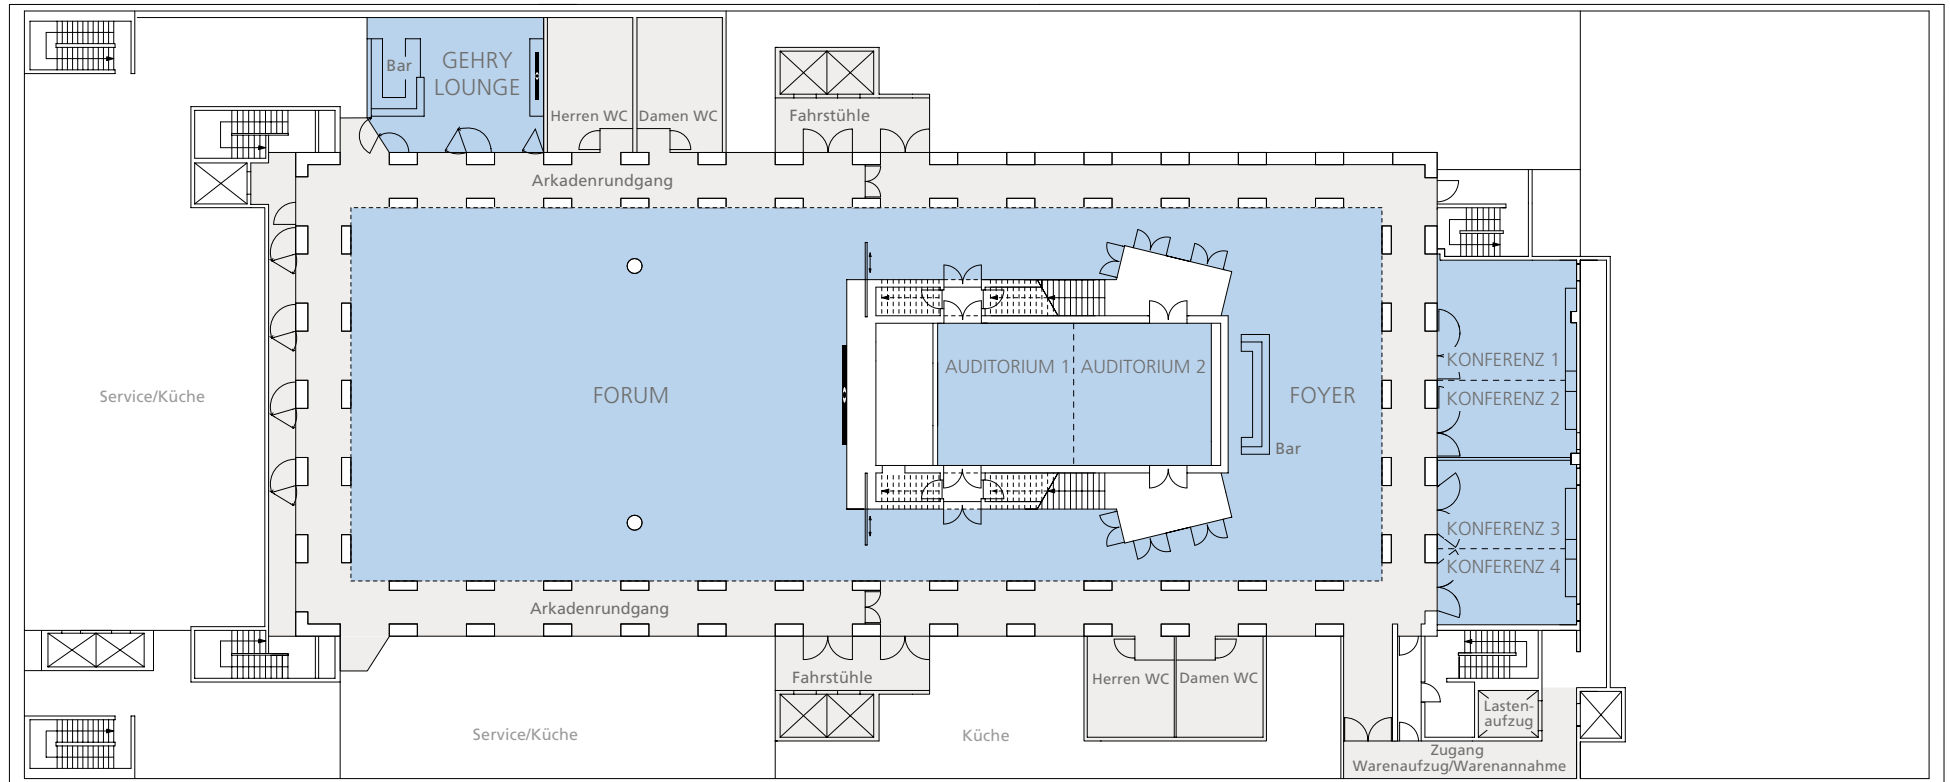 GEHRY
LOUNGE
Bar
Herren WC
Damen WC
Fahrstühle
Arkadenrundgang
Service/Küche
FORUM
AUDITORIUM 1
AUDITORIUM 2
FOYER
Bar
KONFERENZ 1
KONFERENZ 2
KONFERENZ 3
KONFERENZ 4
Arkadenrundgang
Fahrstühle
Herren WC
Damen WC
Service/Küche
Küche
Lasten-
aufzug
Zugang
Warenaufzug/Warenannahme